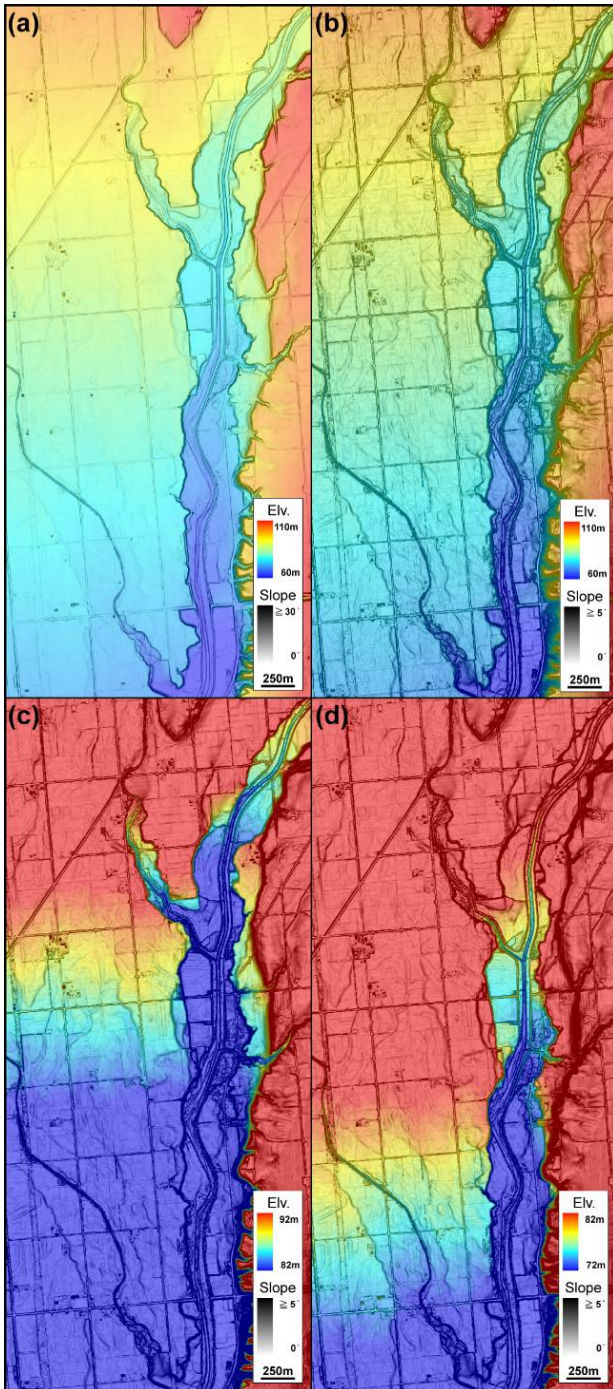 (a)
Elv.
110m
60m
Slope
≧ 30°
0°
250m
(b)
Elv.
110m
60m
Slope
≧ 5°
0°
250m
(c)
Elv.
92m
82m
Slope
≧ 5°
0°
250m
(d)
Elv.
82m
72m
Slope
≧ 5°
0°
250m